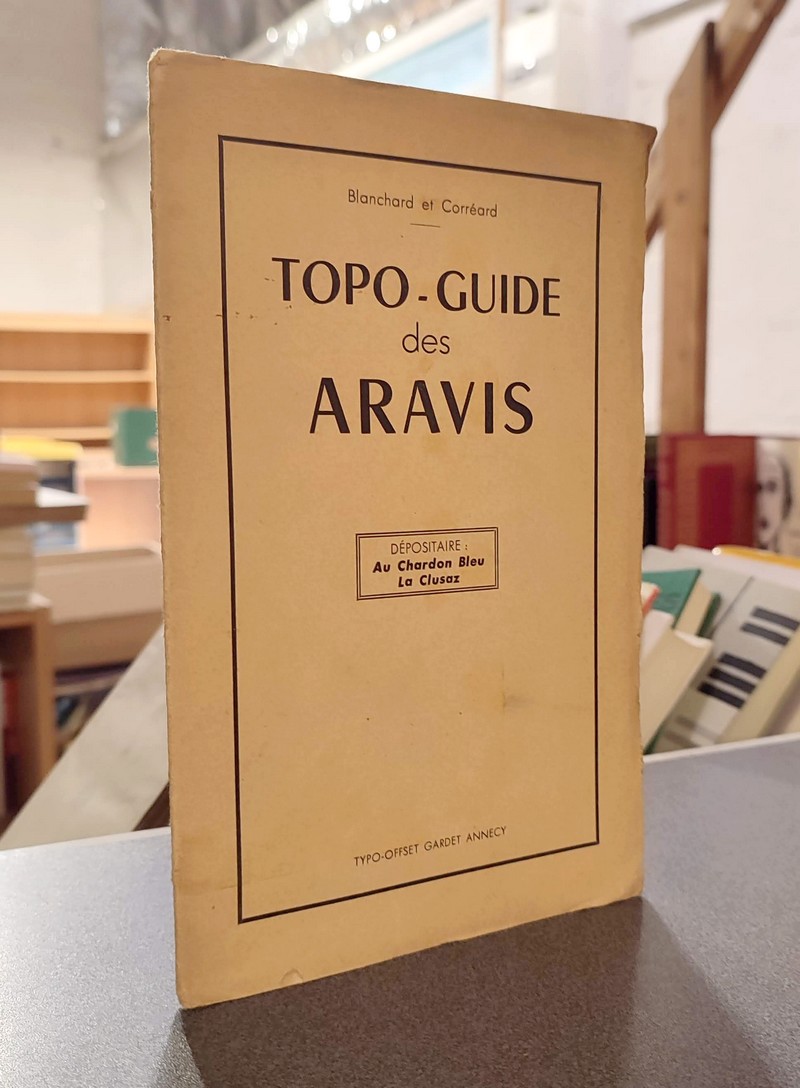 Blanchard et Corréard
TOPO-GUIDE
des
ARAVIS
DÉPOSITAIRE :
Au Chardon Bleu
La Clusaz
TYPO-OFFSET GARDET ANNECY